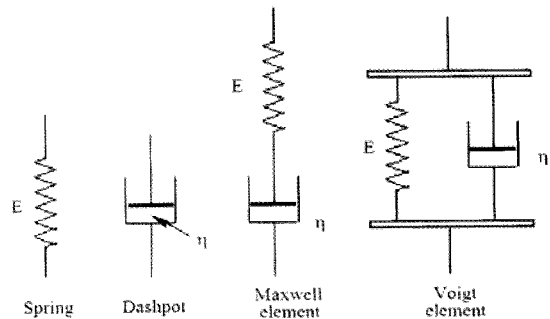 E
E
E
η
η
η
Spring
Dashpot
Maxwell
element
Voigt
element